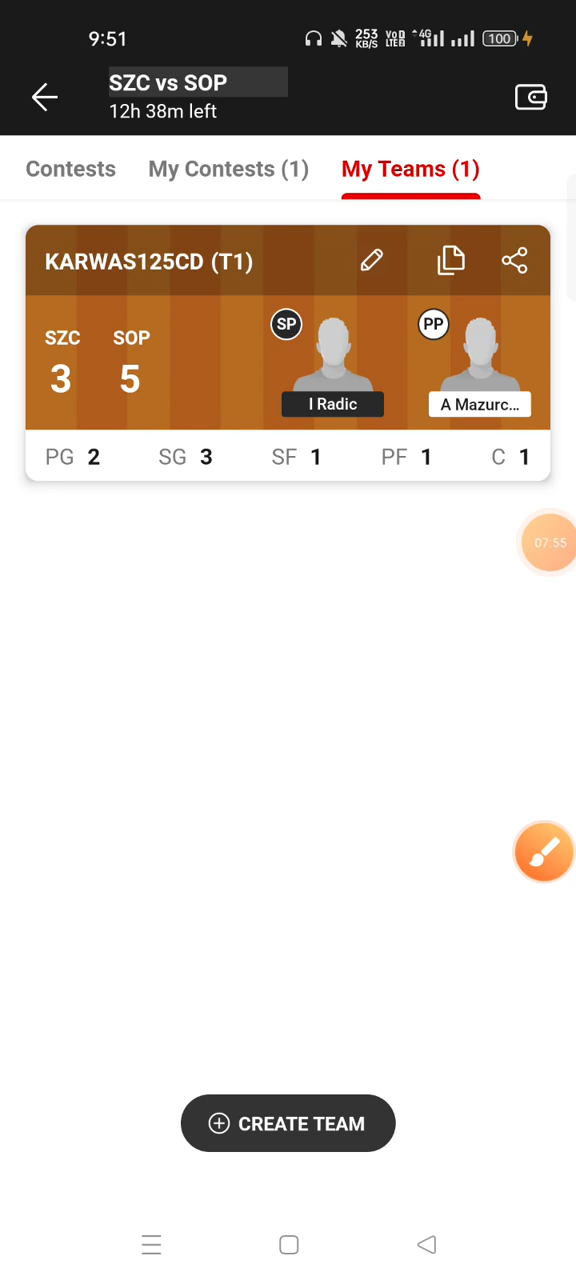 9:51 253 KB/S VoD LTE 4G 100
SZC vs SOP
12h 38m left
Contests My Contests (1) My Teams (1)
KARWAS125CD (T1)
SP PP
SZC SOP
3 5
I Radic A Mazurc...
PG 2 SG 3 SF 1 PF 1 C 1
07:55
CREATE TEAM